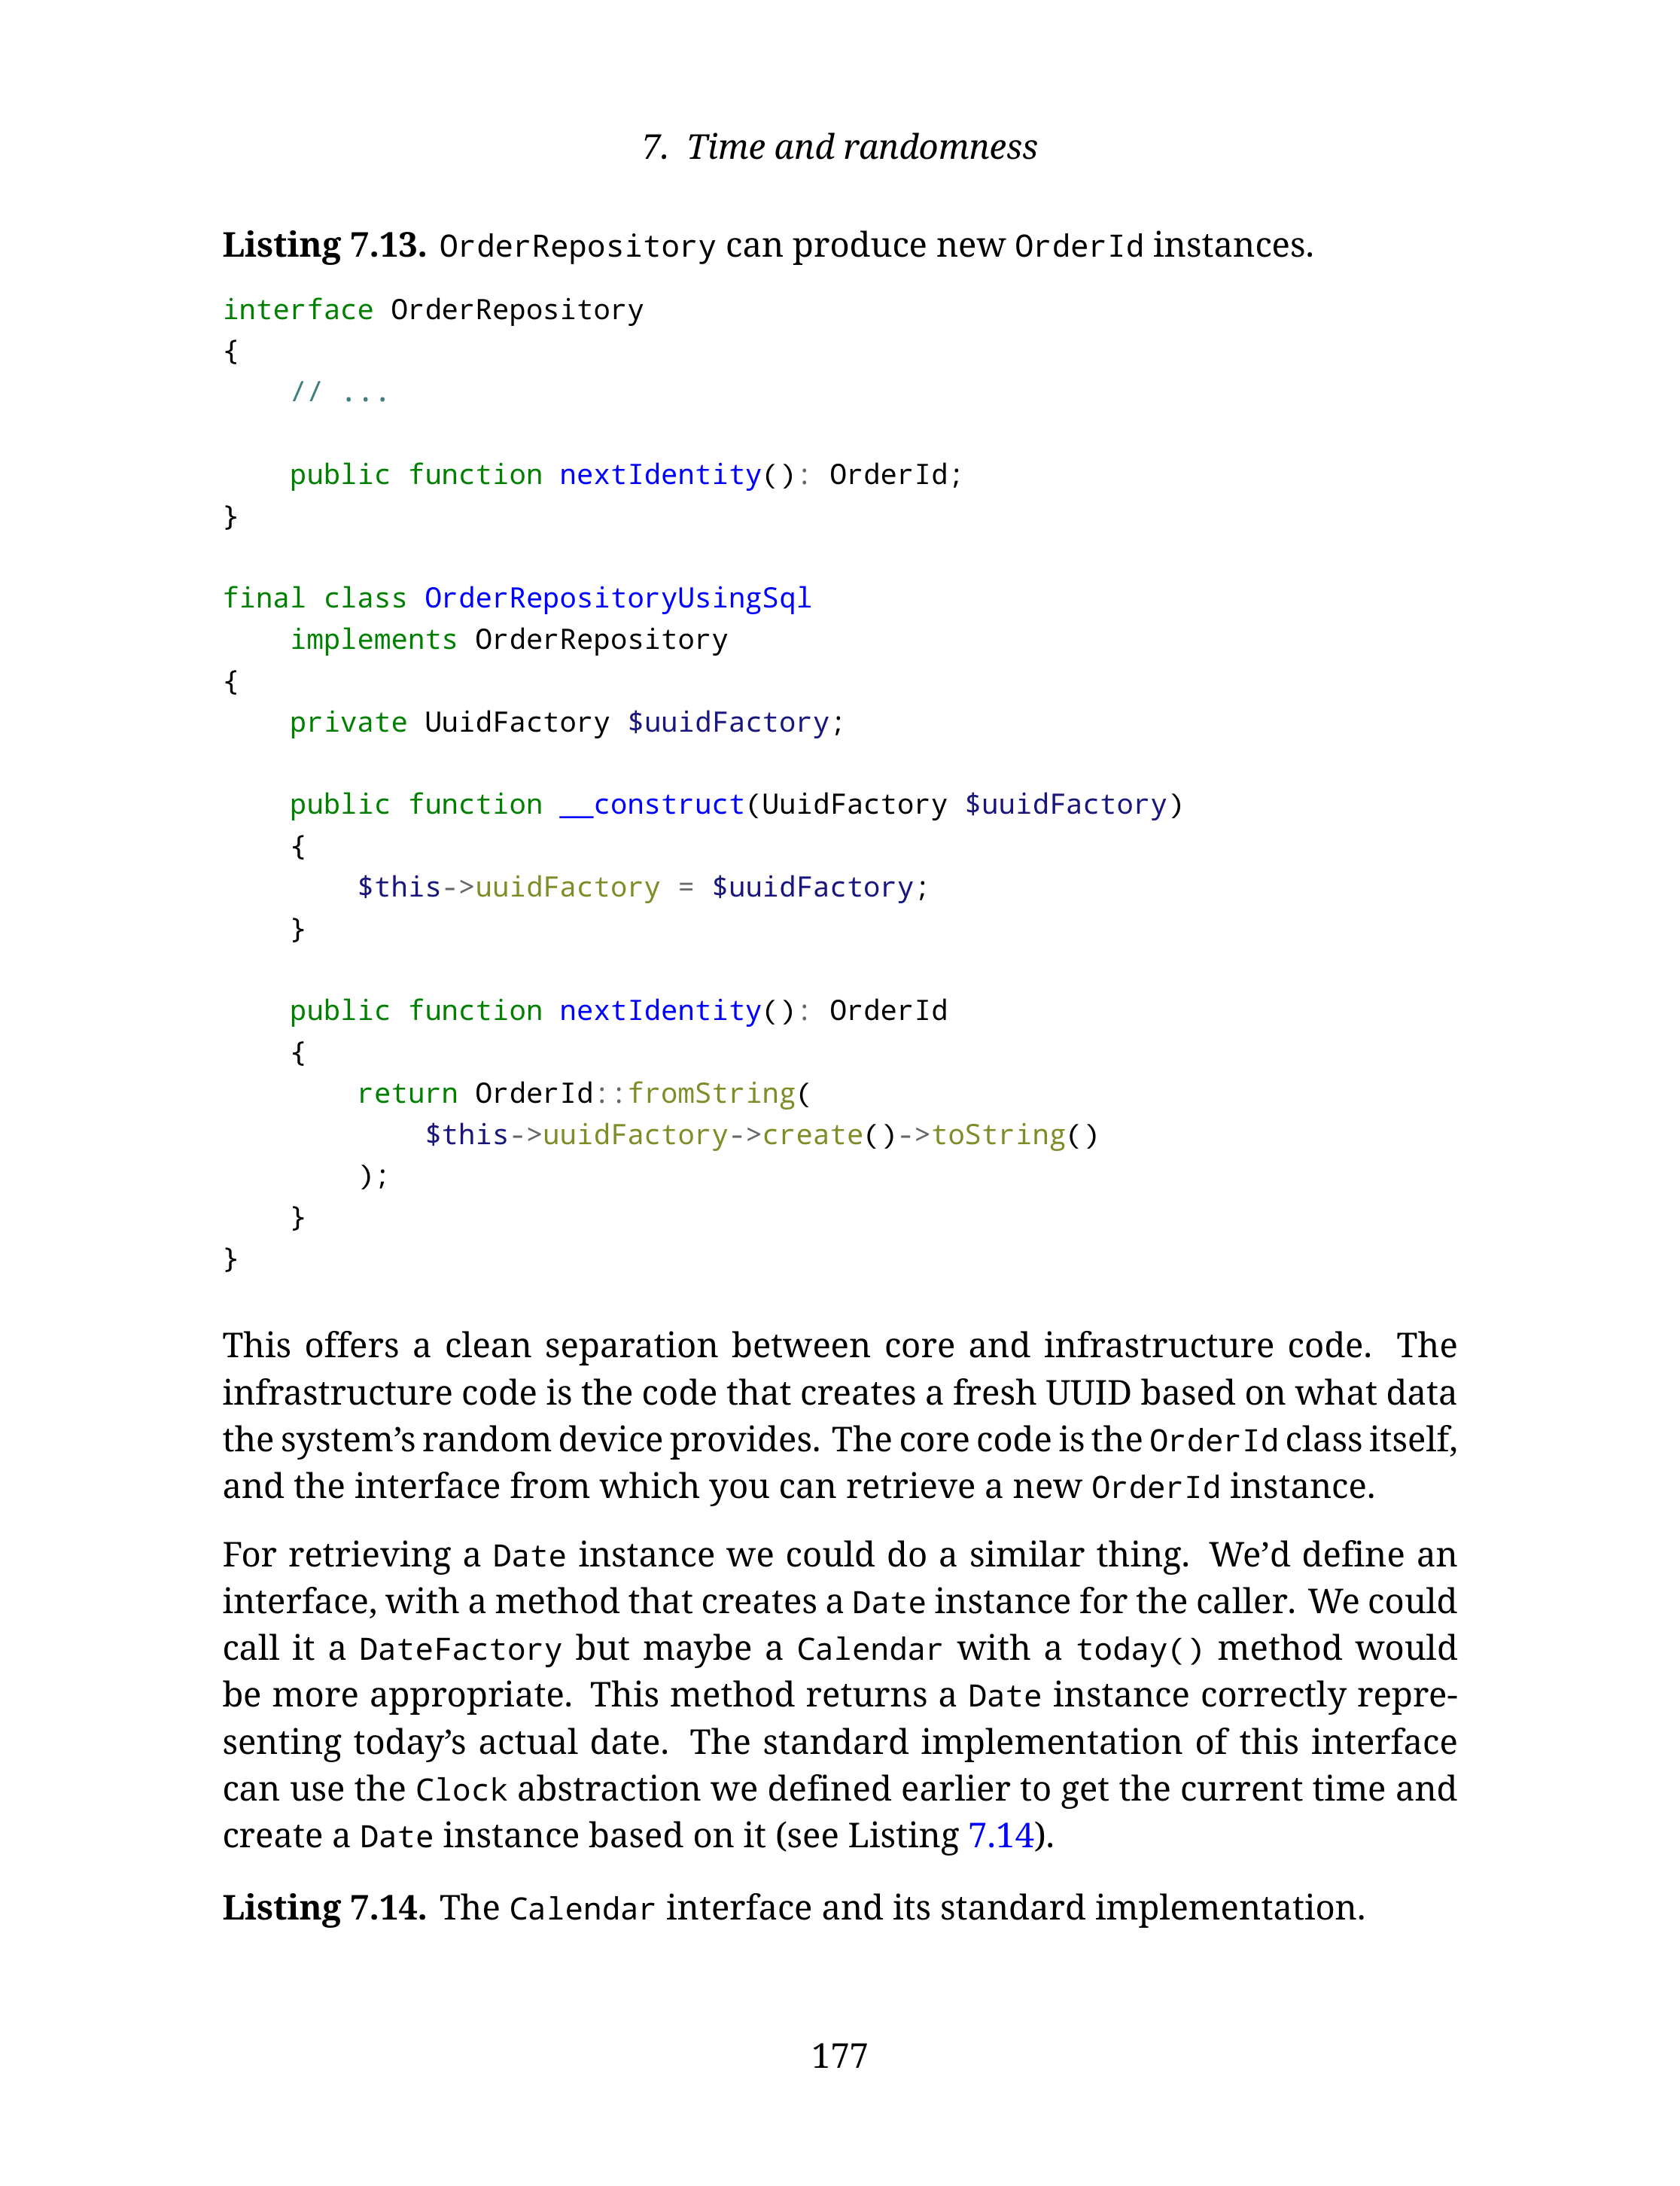 7. Time and randomness
Listing 7.13. OrderRepository can produce new OrderId instances.
interface OrderRepository
{
    // ...

    public function nextIdentity(): OrderId;
}

final class OrderRepositoryUsingSql
    implements OrderRepository
{
    private UuidFactory $uuidFactory;

    public function __construct(UuidFactory $uuidFactory)
    {
        $this->uuidFactory = $uuidFactory;
    }

    public function nextIdentity(): OrderId
    {
        return OrderId::fromString(
            $this->uuidFactory->create()->toString()
        );
    }
}
This offers a clean separation between core and infrastructure code. The
infrastructure code is the code that creates a fresh UUID based on what data
the system’s random device provides. The core code is the OrderId class itself,
and the interface from which you can retrieve a new OrderId instance.
For retrieving a Date instance we could do a similar thing. We’d define an
interface, with a method that creates a Date instance for the caller. We could
call it a DateFactory but maybe a Calendar with a today() method would
be more appropriate. This method returns a Date instance correctly repre-
senting today’s actual date. The standard implementation of this interface
can use the Clock abstraction we defined earlier to get the current time and
create a Date instance based on it (see Listing 7.14).
Listing 7.14. The Calendar interface and its standard implementation.
177